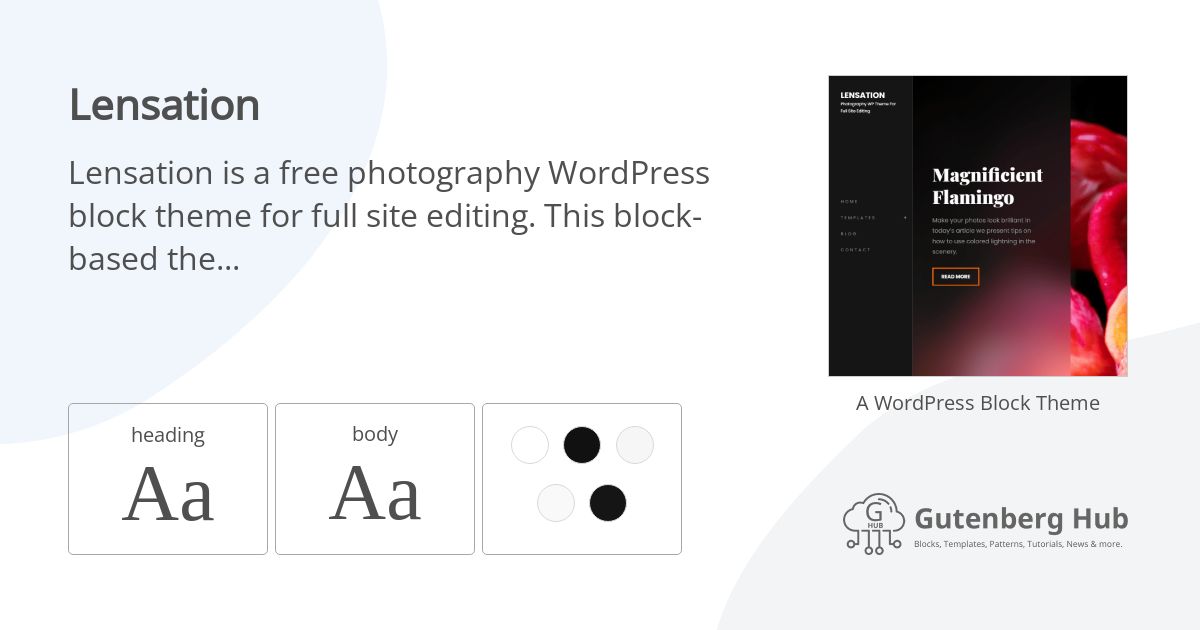 Lensation
Lensation is a free photography WordPress
block theme for full site editing. This block-
based the...
heading
Aa
body
Aa
LENSATION
Photography WP Theme For
Full Site Editing
HOME
TEMPLATES
BLOG
CONTACT
Magnificient
Flamingo
Make your photos look brilliant in
today's article we present tips on
how to use colored lightning in the
scenery.
READ MORE
A WordPress Block Theme
G
HUB
Gutenberg Hub
Blocks, Templates, Patterns, Tutorials, News & more.